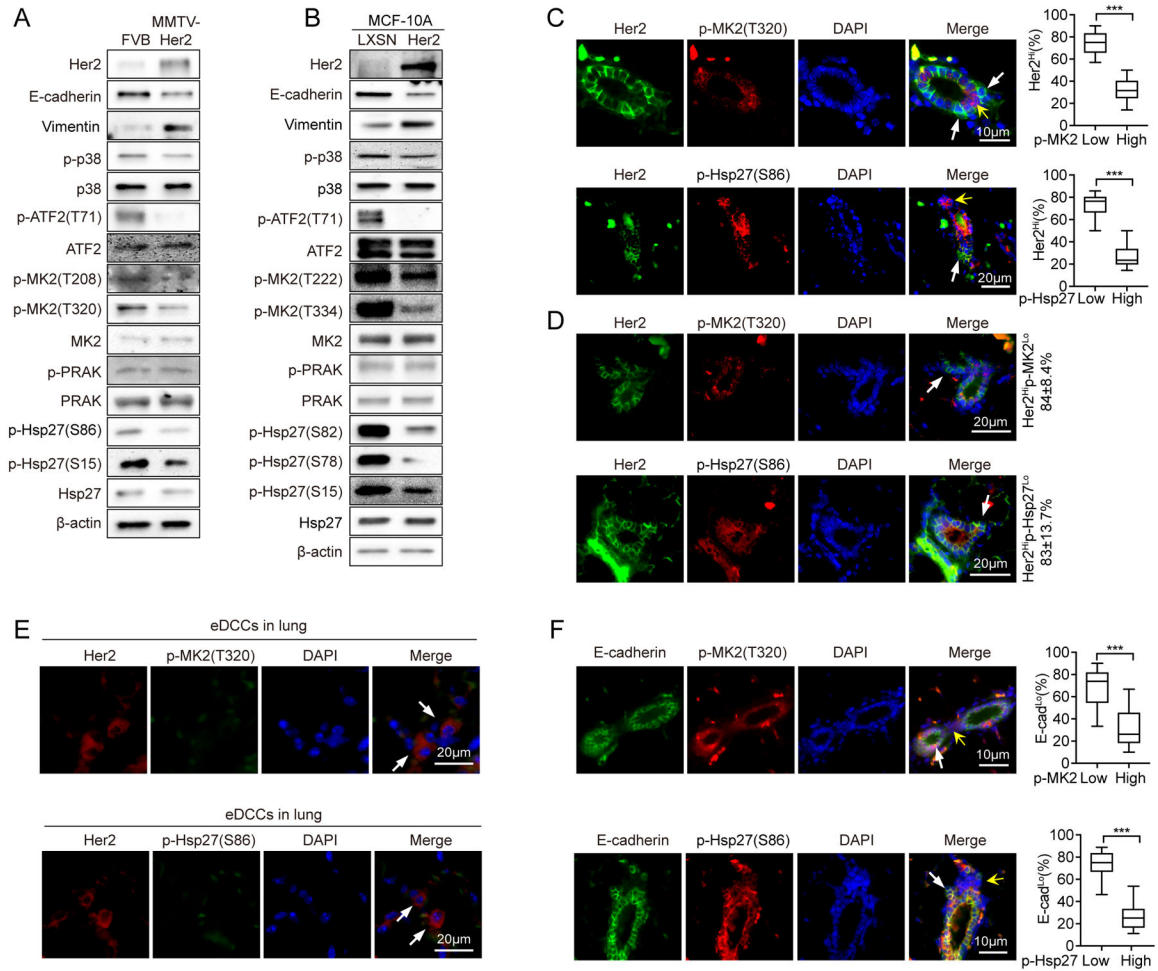 A
MMTV-
FVB Her2
Her2
E-cadherin
Vimentin
p-p38
p38
p-ATF2(T71)
ATF2
p-MK2(T208)
p-MK2(T320)
MK2
p-PRAK
PRAK
p-Hsp27(S86)
p-Hsp27(S15)
Hsp27
β-actin
B
MCF-10A
LXSN Her2
Her2
E-cadherin
Vimentin
p-p38
p38
p-ATF2(T71)
ATF2
p-MK2(T222)
p-MK2(T334)
MK2
p-PRAK
PRAK
p-Hsp27(S82)
p-Hsp27(S78)
p-Hsp27(S15)
Hsp27
β-actin
C
Her2 p-MK2(T320) DAPI Merge
10μm
***
Her2ᴴⁱ(%)
100
80
60
40
20
0
p-MK2 Low High
Her2 p-Hsp27(S86) DAPI Merge
20μm
***
Her2ᴴⁱ(%)
100
80
60
40
20
0
p-Hsp27 Low High
D
Her2 p-MK2(T320) DAPI Merge
20μm
Her2ᴴⁱp-MK2ᴸᵒ
84±8.4%
Her2 p-Hsp27(S86) DAPI Merge
20μm
Her2ᴴⁱp-Hsp27ᴸᵒ
83±13.7%
E
eDCCs in lung
Her2 p-MK2(T320) DAPI Merge
20μm
eDCCs in lung
Her2 p-Hsp27(S86) DAPI Merge
20μm
F
E-cadherin p-MK2(T320) DAPI Merge
10μm
***
E-cadᴸᵒ(%)
100
80
60
40
20
0
p-MK2 Low High
E-cadherin p-Hsp27(S86) DAPI Merge
10μm
***
E-cadᴸᵒ(%)
100
80
60
40
20
0
p-Hsp27 Low High